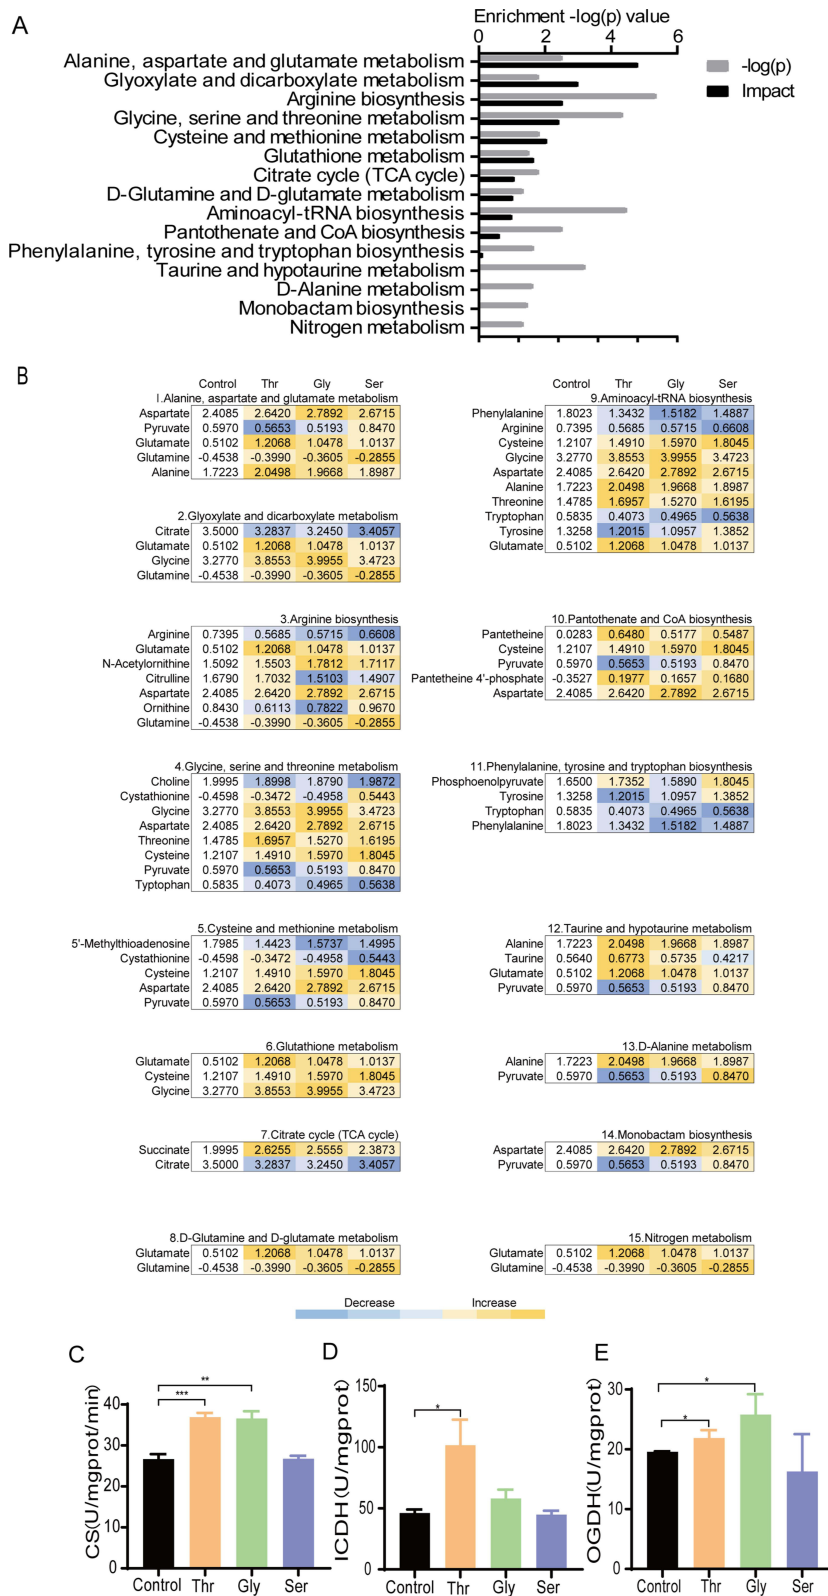 A
Enrichment -log(p) value
0 2 4 6
Alanine, aspartate and glutamate metabolism
Glyoxylate and dicarboxylate metabolism
Arginine biosynthesis
Glycine, serine and threonine metabolism
Cysteine and methionine metabolism
Glutathione metabolism
Citrate cycle (TCA cycle)
D-Glutamine and D-glutamate metabolism
Aminoacyl-tRNA biosynthesis
Pantothenate and CoA biosynthesis
Phenylalanine, tyrosine and tryptophan biosynthesis
Taurine and hypotaurine metabolism
D-Alanine metabolism
Monobactam biosynthesis
Nitrogen metabolism
-log(p)
Impact
B
Control Thr Gly Ser
1.Alanine, aspartate and glutamate metabolism
Aspartate 2.4085 2.6420 2.7892 2.6715
Pyruvate 0.5970 0.5653 0.5193 0.8470
Glutamate 0.5102 1.2068 1.0478 1.0137
Glutamine -0.4538 -0.3990 -0.3605 -0.2855
Alanine 1.7223 2.0498 1.9668 1.8987
2.Glyoxylate and dicarboxylate metabolism
Citrate 3.5000 3.2837 3.2450 3.4057
Glutamate 0.5102 1.2068 1.0478 1.0137
Glycine 3.2770 3.8553 3.9955 3.4723
Glutamine -0.4538 -0.3990 -0.3605 -0.2855
3.Arginine biosynthesis
Arginine 0.7395 0.5685 0.5715 0.6608
Glutamate 0.5102 1.2068 1.0478 1.0137
N-Acetylornithine 1.5092 1.5503 1.7812 1.7117
Citrulline 1.6790 1.7032 1.5103 1.4907
Aspartate 2.4085 2.6420 2.7892 2.6715
Ornithine 0.8430 0.6113 0.7822 0.9670
Glutamine -0.4538 -0.3990 -0.3605 -0.2855
4.Glycine, serine and threonine metabolism
Choline 1.9995 1.8998 1.8790 1.9872
Cystathionine -0.4598 -0.3472 -0.4958 0.5443
Glycine 3.2770 3.8553 3.9955 3.4723
Aspartate 2.4085 2.6420 2.7892 2.6715
Threonine 1.4785 1.6957 1.5270 1.6195
Cysteine 1.2107 1.4910 1.5970 1.8045
Pyruvate 0.5970 0.5653 0.5193 0.8470
Typtophan 0.5835 0.4073 0.4965 0.5638
5.Cysteine and methionine metabolism
5'-Methylthioadenosine 1.7985 1.4423 1.5737 1.4995
Cystathionine -0.4598 -0.3472 -0.4958 0.5443
Cysteine 1.2107 1.4910 1.5970 1.8045
Aspartate 2.4085 2.6420 2.7892 2.6715
Pyruvate 0.5970 0.5653 0.5193 0.8470
6.Glutathione metabolism
Glutamate 0.5102 1.2068 1.0478 1.0137
Cysteine 1.2107 1.4910 1.5970 1.8045
Glycine 3.2770 3.8553 3.9955 3.4723
7.Citrate cycle (TCA cycle)
Succinate 1.9995 2.6255 2.5555 2.3873
Citrate 3.5000 3.2837 3.2450 3.4057
8.D-Glutamine and D-glutamate metabolism
Glutamate 0.5102 1.2068 1.0478 1.0137
Glutamine -0.4538 -0.3990 -0.3605 -0.2855
Control Thr Gly Ser
9.Aminoacyl-tRNA biosynthesis
Phenylalanine 1.8023 1.3432 1.5182 1.4887
Arginine 0.7395 0.5685 0.5715 0.6608
Cysteine 1.2107 1.4910 1.5970 1.8045
Glycine 3.2770 3.8553 3.9955 3.4723
Aspartate 2.4085 2.6420 2.7892 2.6715
Alanine 1.7223 2.0498 1.9668 1.8987
Threonine 1.4785 1.6957 1.5270 1.6195
Tryptophan 0.5835 0.4073 0.4965 0.5638
Tyrosine 1.3258 1.2015 1.0957 1.3852
Glutamate 0.5102 1.2068 1.0478 1.0137
10.Pantothenate and CoA biosynthesis
Pantetheine 0.0283 0.6480 0.5177 0.5487
Cysteine 1.2107 1.4910 1.5970 1.8045
Pyruvate 0.5970 0.5653 0.5193 0.8470
Pantetheine 4'-phosphate -0.3527 0.1977 0.1657 0.1680
Aspartate 2.4085 2.6420 2.7892 2.6715
11.Phenylalanine, tyrosine and tryptophan biosynthesis
Phosphoenolpyruvate 1.6500 1.7352 1.5890 1.8045
Tyrosine 1.3258 1.2015 1.0957 1.3852
Tryptophan 0.5835 0.4073 0.4965 0.5638
Phenylalanine 1.8023 1.3432 1.5182 1.4887
12.Taurine and hypotaurine metabolism
Alanine 1.7223 2.0498 1.9668 1.8987
Taurine 0.5640 0.6773 0.5735 0.4217
Glutamate 0.5102 1.2068 1.0478 1.0137
Pyruvate 0.5970 0.5653 0.5193 0.8470
13.D-Alanine metabolism
Alanine 1.7223 2.0498 1.9668 1.8987
Pyruvate 0.5970 0.5653 0.5193 0.8470
14.Monobactam biosynthesis
Aspartate 2.4085 2.6420 2.7892 2.6715
Pyruvate 0.5970 0.5653 0.5193 0.8470
15.Nitrogen metabolism
Glutamate 0.5102 1.2068 1.0478 1.0137
Glutamine -0.4538 -0.3990 -0.3605 -0.2855
Decrease Increase
C
CS(U/mgprot/min)
40
30
20
10
0
** 
***
Control Thr Gly Ser
D
ICDH(U/mgprot)
150
100
50
0
*
Control Thr Gly Ser
E
OGDH(U/mgprot)
30
20
10
0
*
*
Control Thr Gly Ser